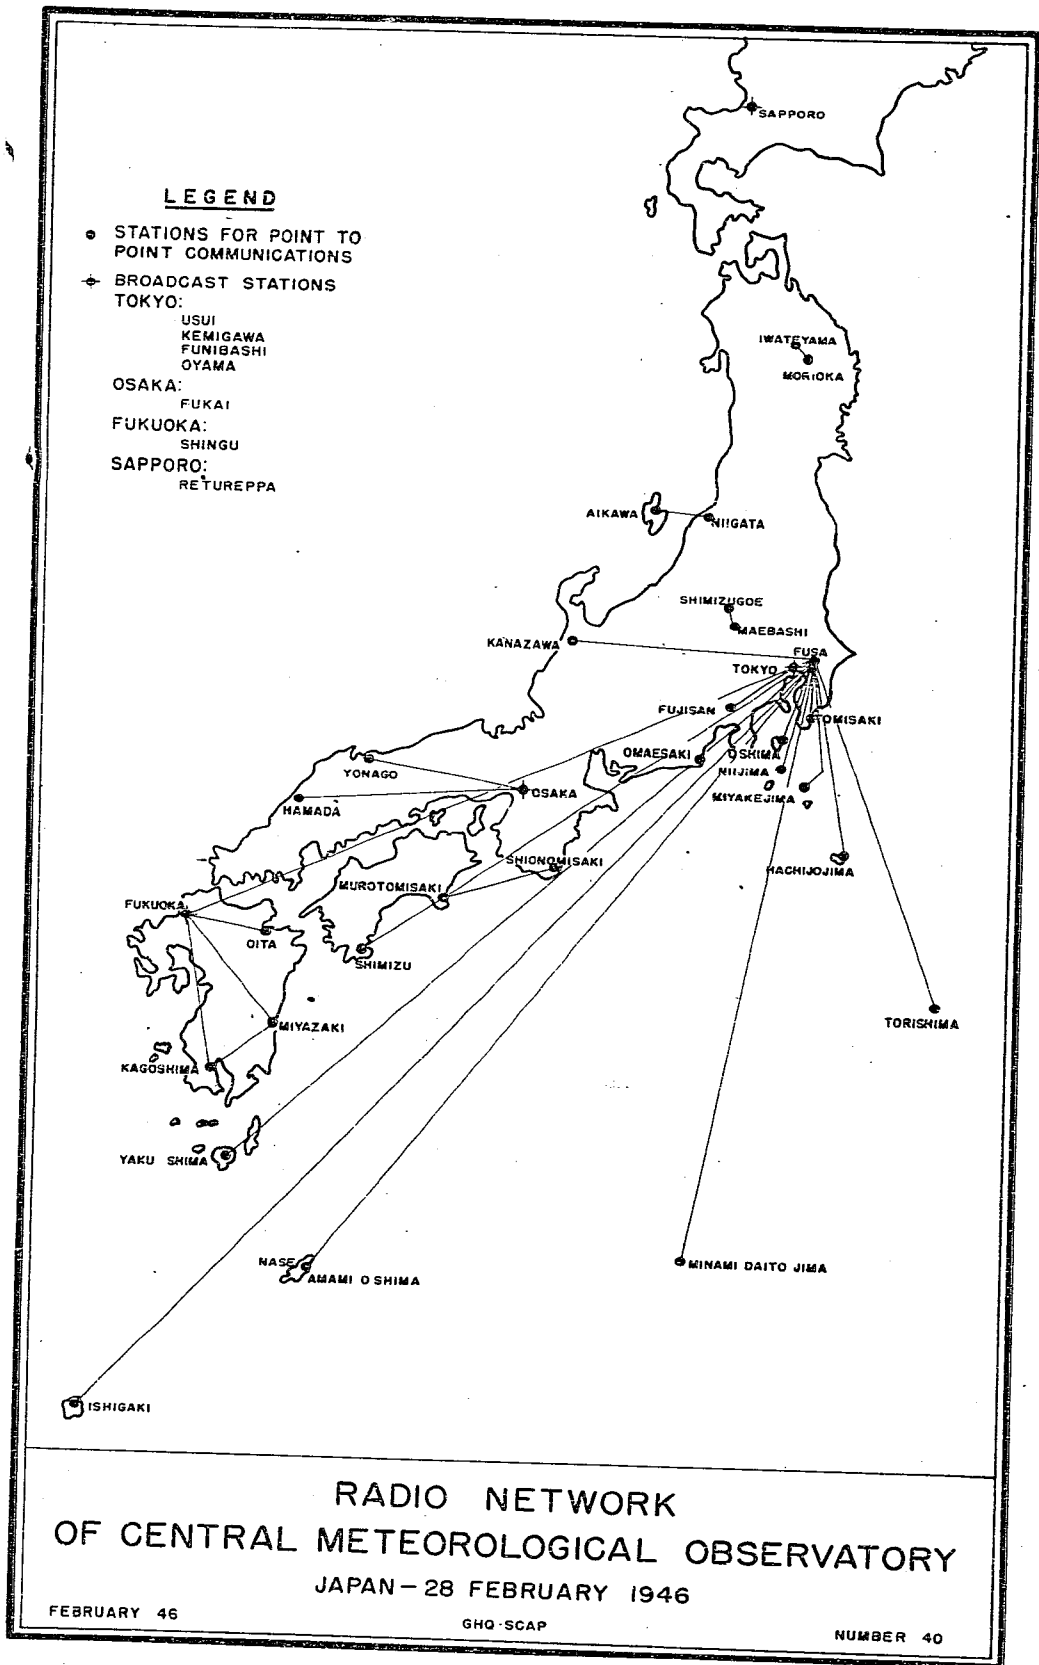 SAPPORO
LEGEND
STATIONS FOR POINT TO
POINT COMMUNICATIONS
BROADCAST STATIONS
TOKYO:
USUI
KEMIGAWA
FUNIBASHI
OYAMA
OSAKA:
FUKAI
FUKUOKA:
SHINGU
SAPPORO:
RETUREPPA
IWATEYAMA
MORIOKA
AIKAWA
NIIGATA
SHIMIZUGOE
MAEBASHI
KANAZAWA
FUSA
TOKYO
FUJISAN
TOMISAKI
OMAESAKI
OSHIMA
YONAGO
NIIJIMA
OSAKA
MIYAKEJIMA
HAMADA
SHIONOMISAKI
HACHIJOJIMA
MUROTOMISAKI
FUKUOKA
OITA
SHIMIZU
TORISHIMA
MIYAZAKI
KAGOSHIMA
YAKU SHIMA
NASE
AMAMI O SHIMA
MINAMI DAITO JIMA
ISHIGAKI
RADIO NETWORK
OF CENTRAL METEOROLOGICAL OBSERVATORY
JAPAN - 28 FEBRUARY 1946
FEBRUARY 46
GHQ-SCAP
NUMBER 40